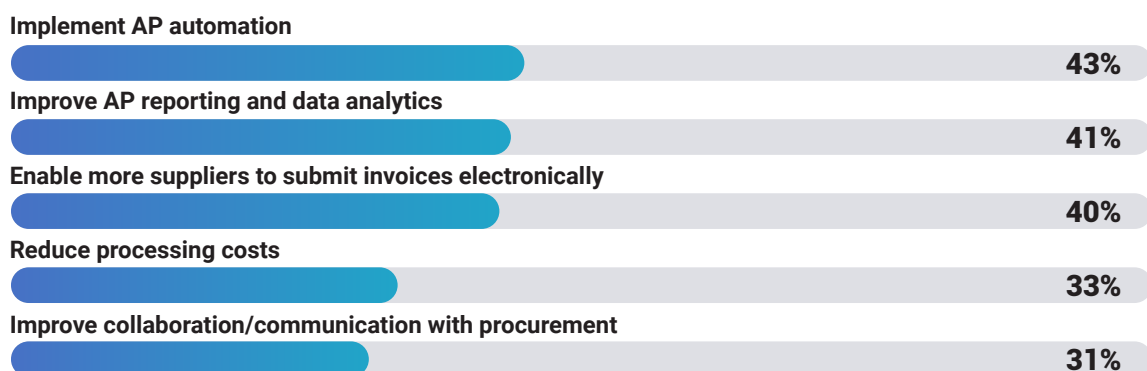 Implement AP automation
43%
Improve AP reporting and data analytics
41%
Enable more suppliers to submit invoices electronically
40%
Reduce processing costs
33%
Improve collaboration/communication with procurement
31%